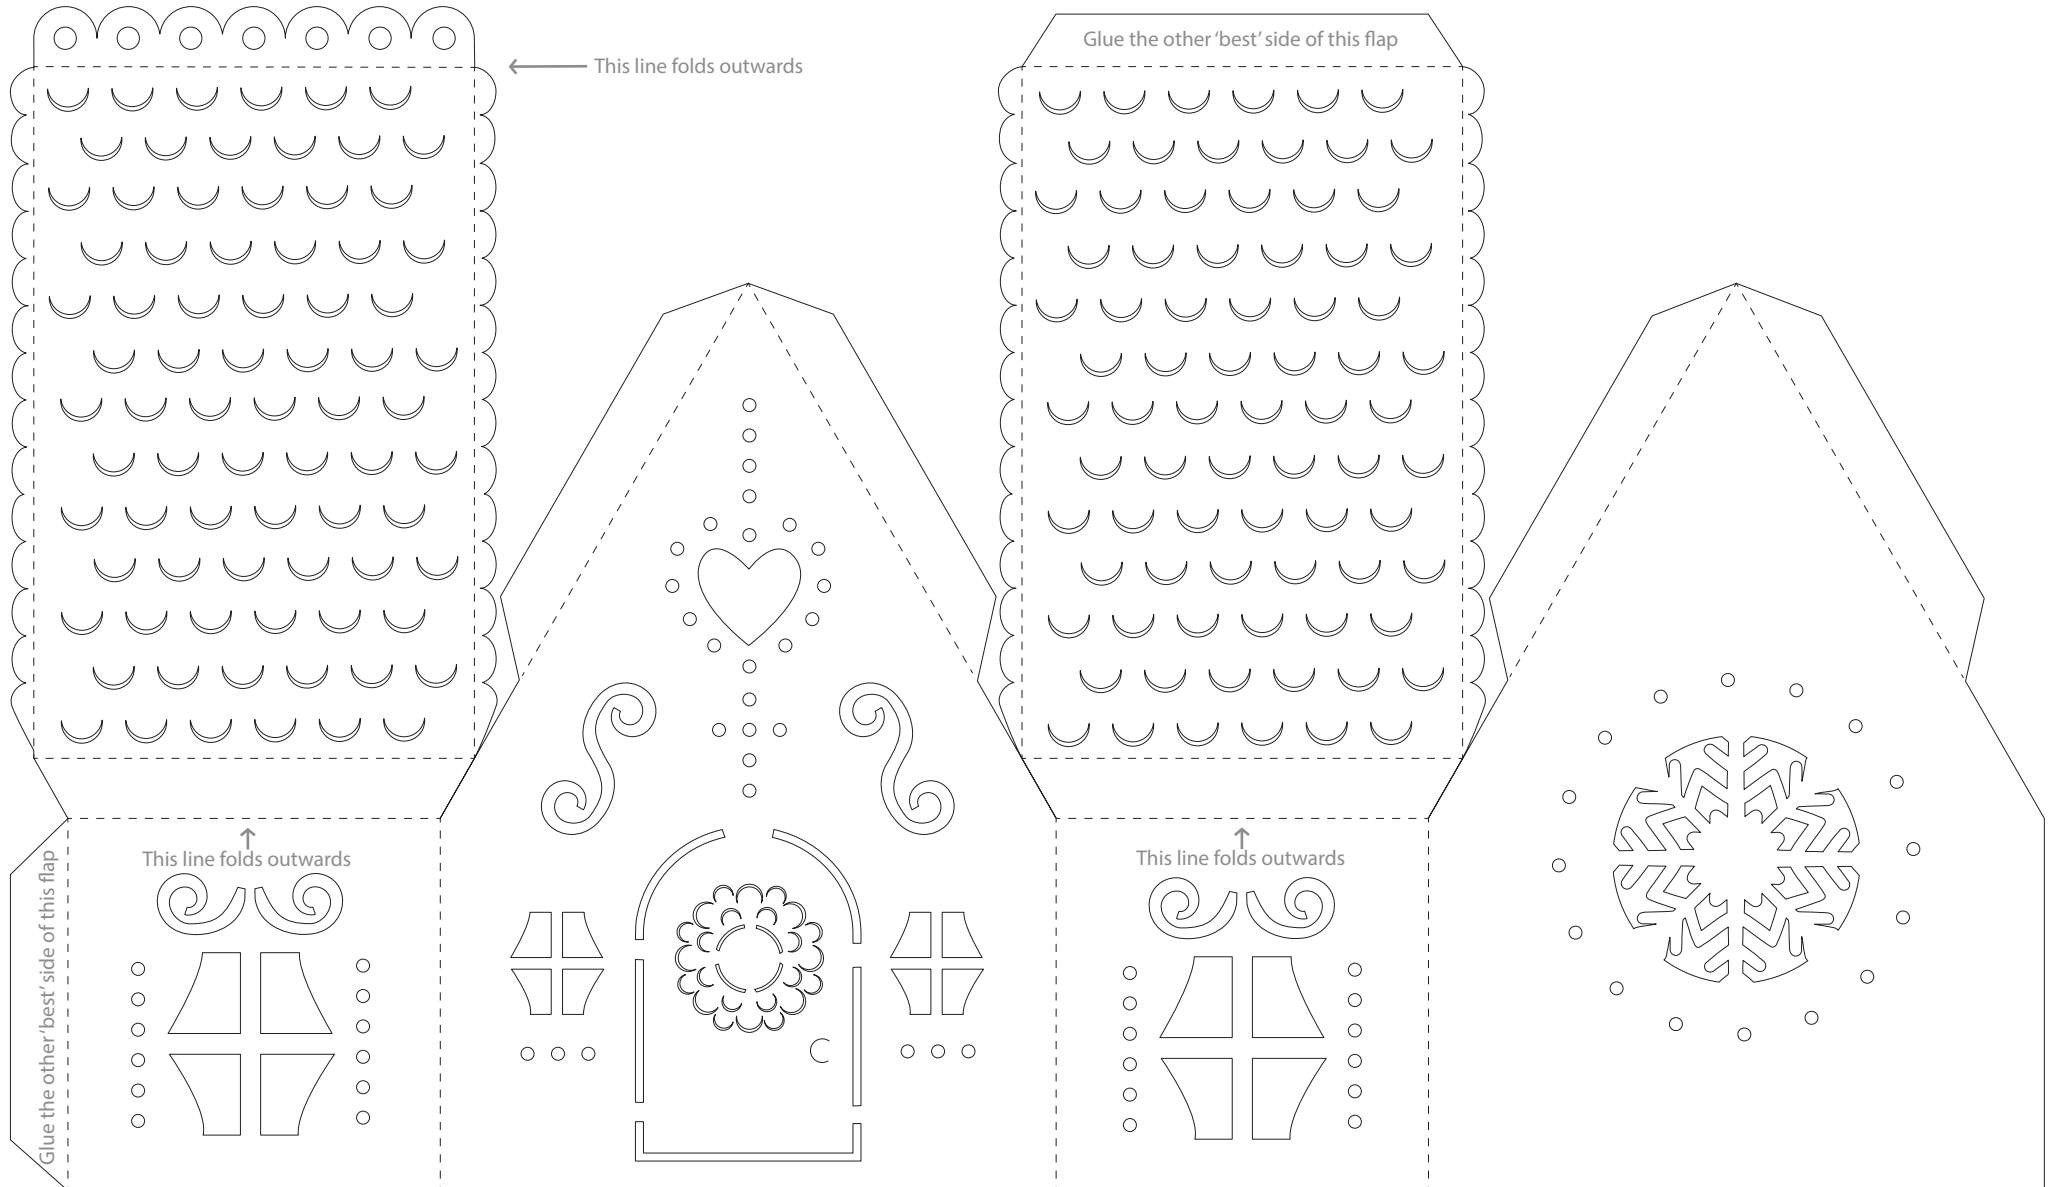 Glue the other ‘best’ side of this flap
This line folds outwards
This line folds outwards
This line folds outwards
Glue the other ‘best’ side of this flap